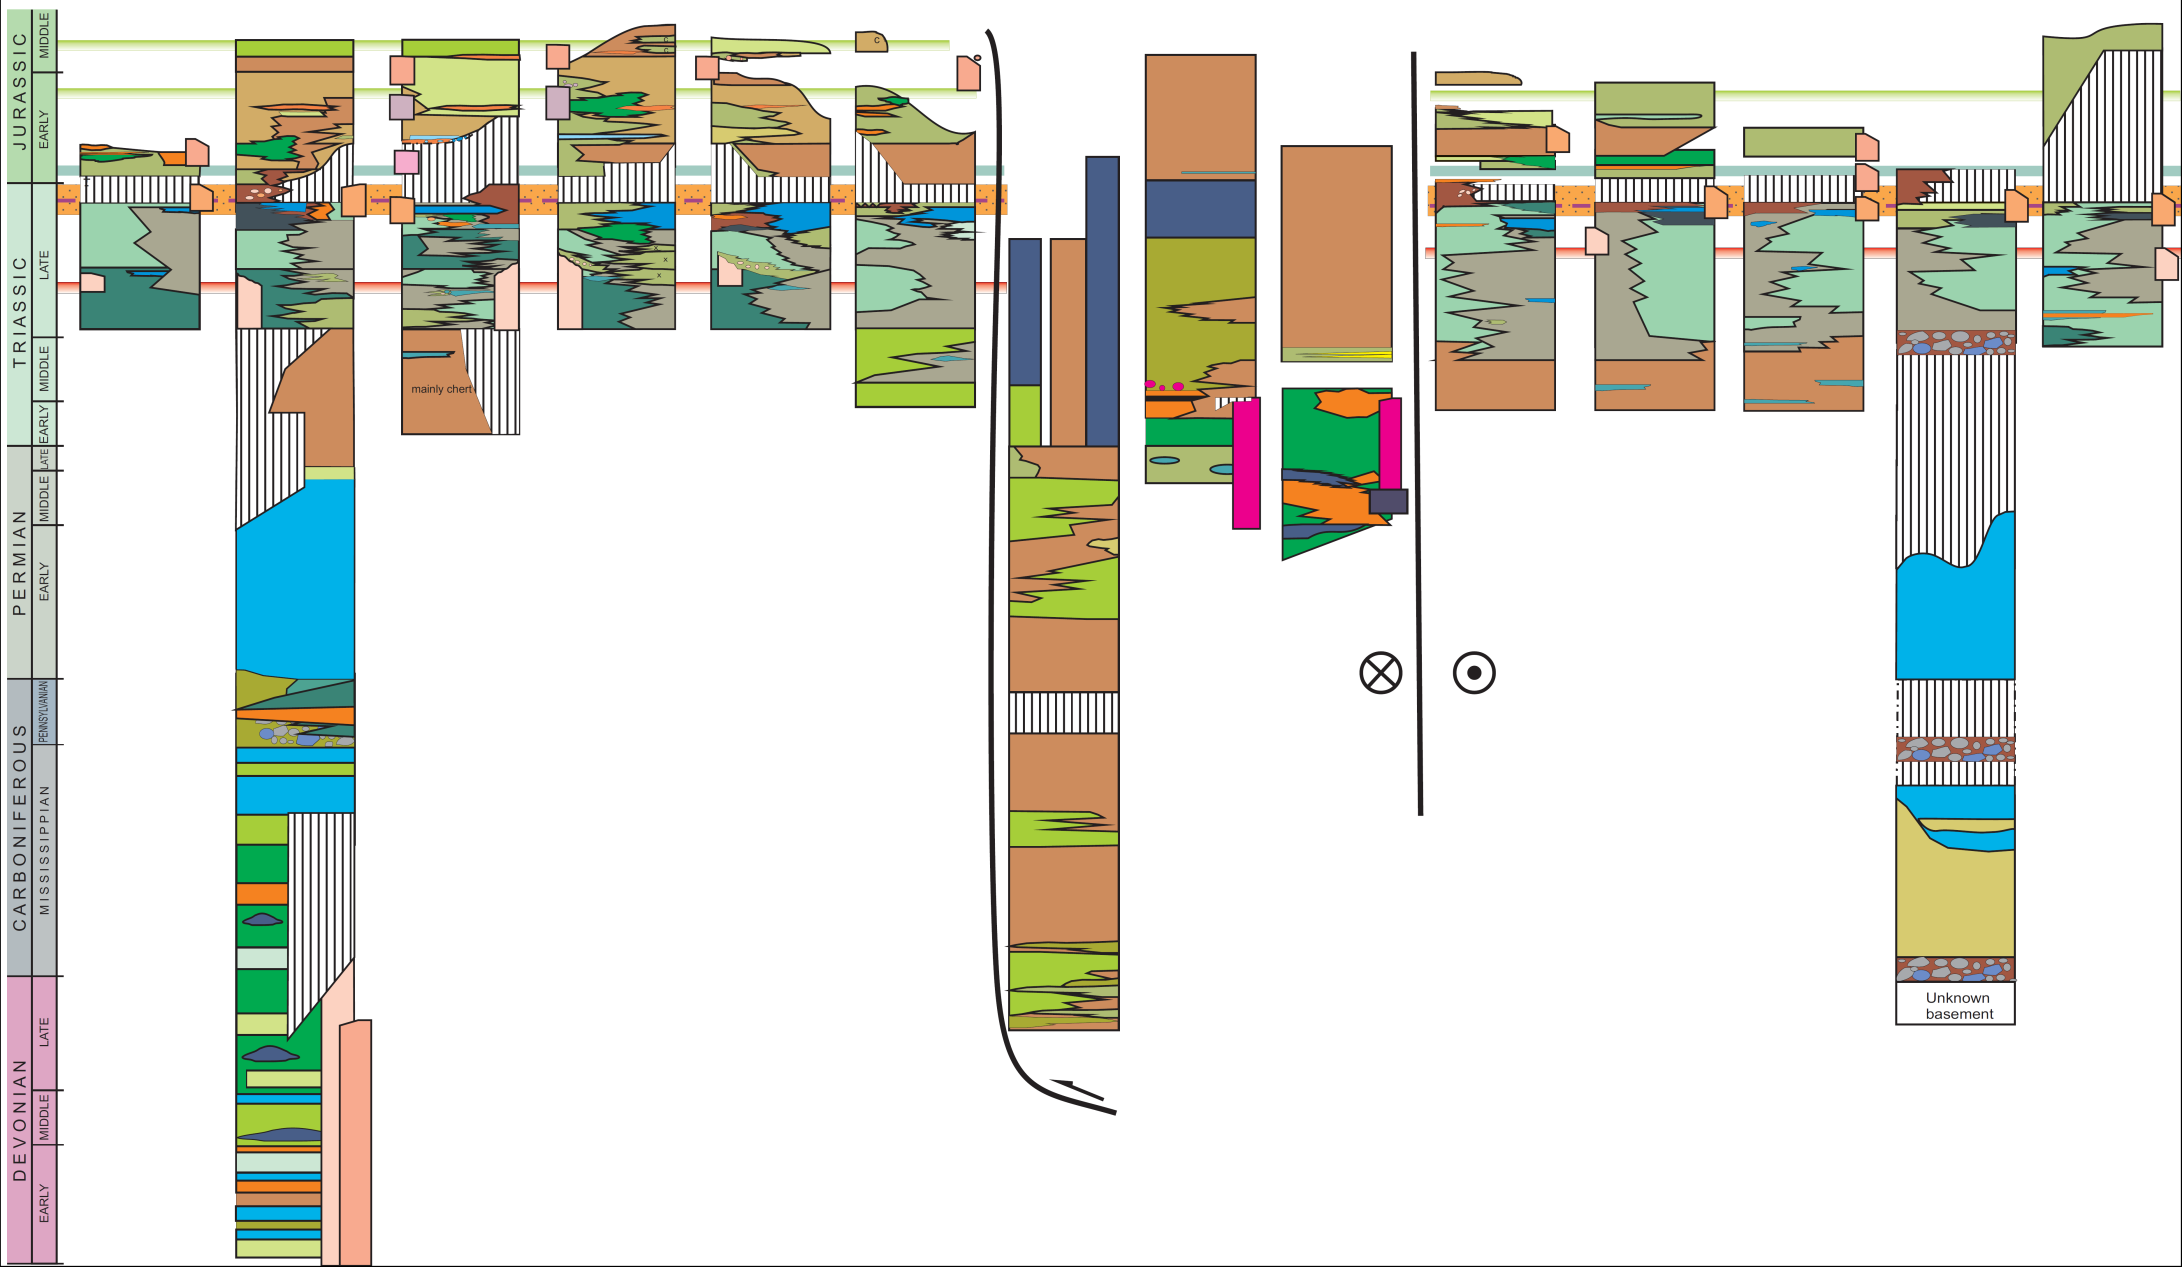 JURASSIC
MIDDLE
EARLY
TRIASSIC
LATE
MIDDLE
EARLY
PERMIAN
LATE
MIDDLE
EARLY
CARBONIFEROUS
PENNSYLVANIAN
MISSISSIPPIAN
DEVONIAN
LATE
MIDDLE
EARLY
mainly chert
c
c
c
x
x
Unknown
basement